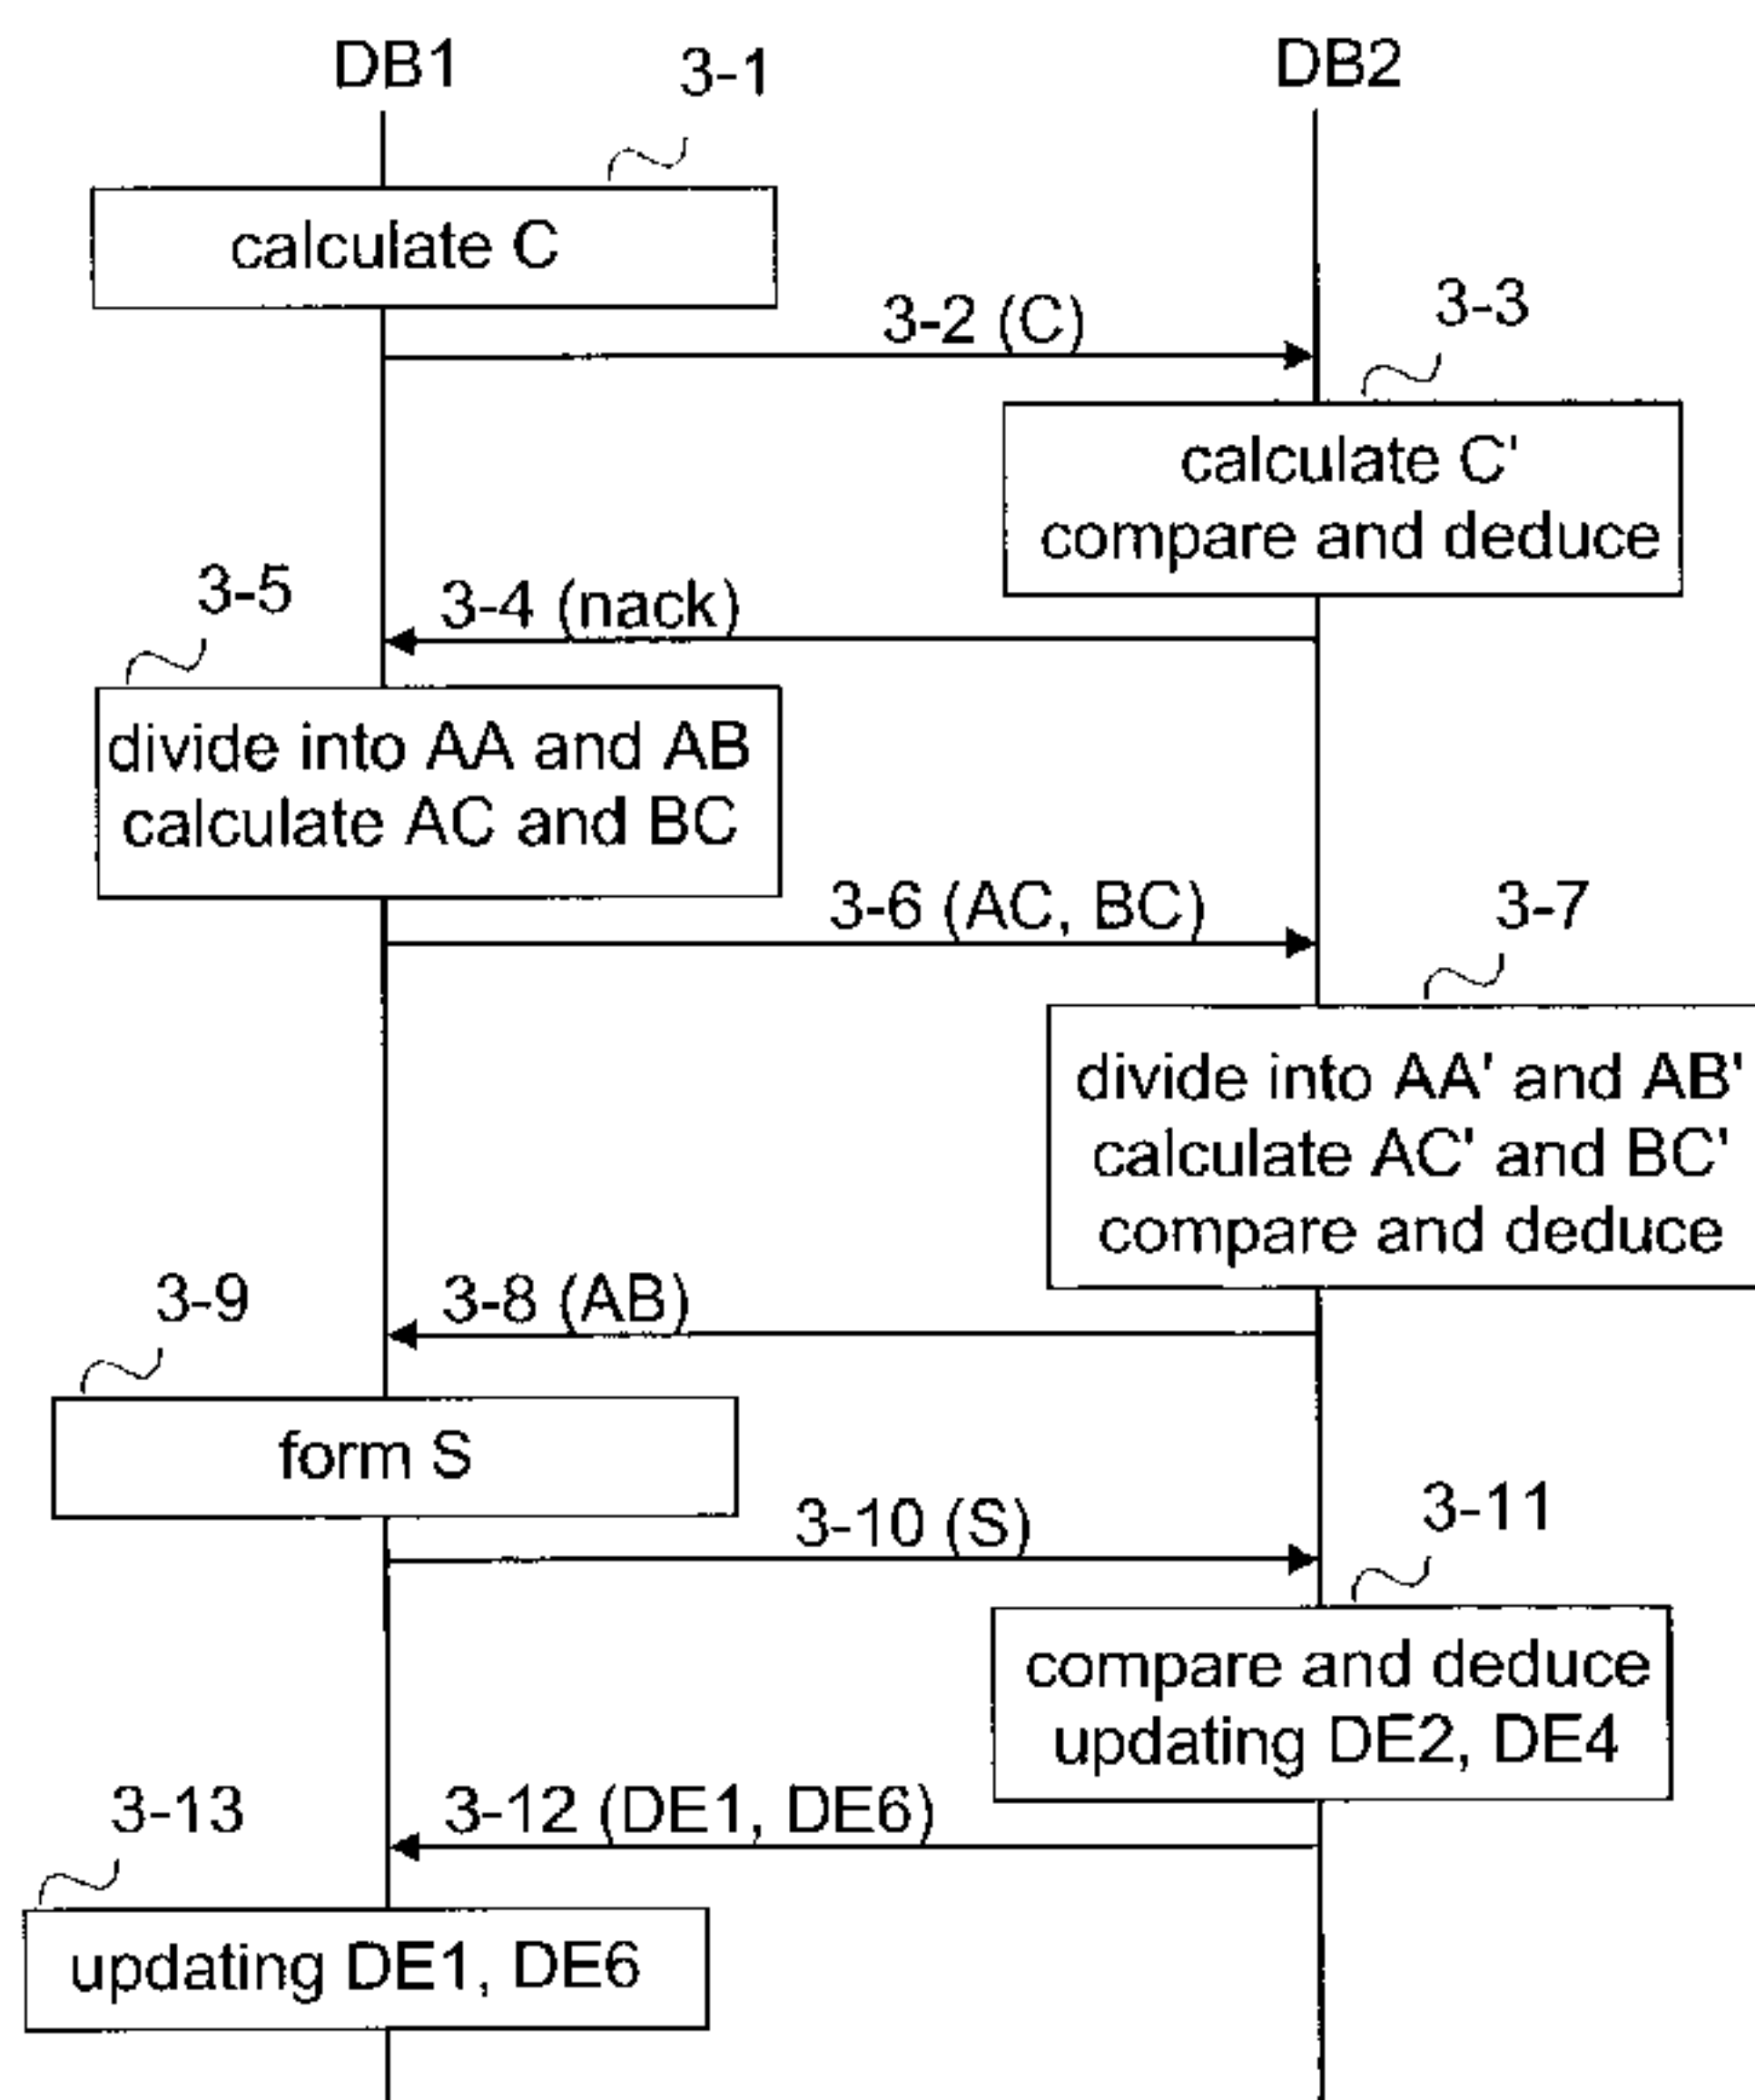 DB1
3-1
DB2
calculate C
3-2 (C)
3-3
calculate C'
compare and deduce
3-5
3-4 (nack)
divide into AA and AB
calculate AC and BC
3-6 (AC, BC)
3-7
divide into AA' and AB'
calculate AC' and BC'
compare and deduce
3-9
3-8 (AB)
form S
3-10 (S)
3-11
compare and deduce
updating DE2, DE4
3-13
3-12 (DE1, DE6)
updating DE1, DE6